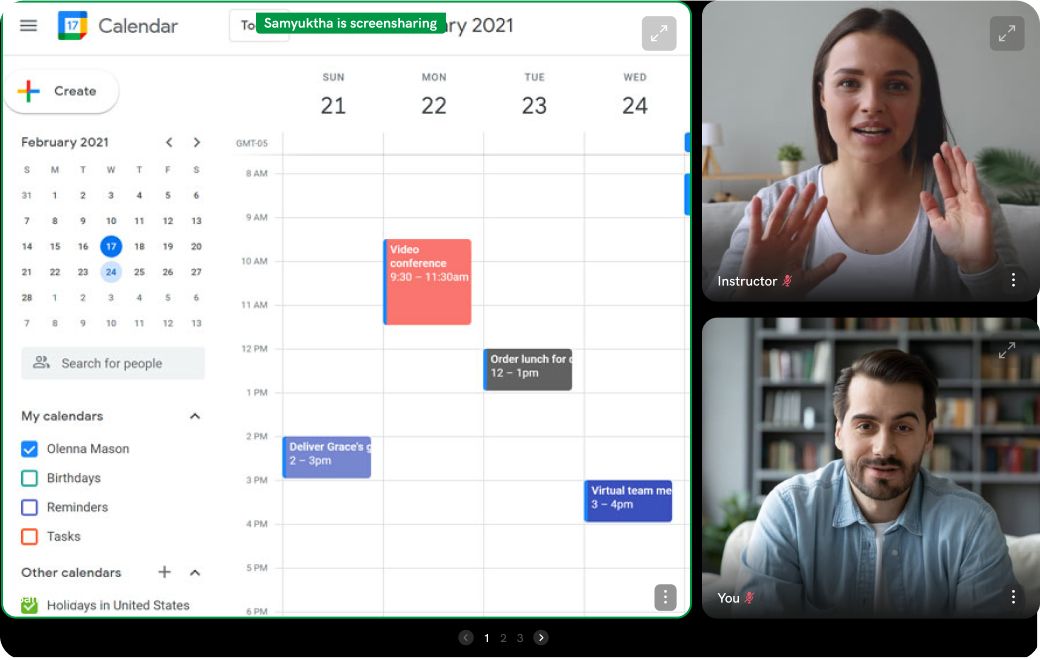 Samyuktha is screensharing
17 Calendar
To
ry 2021
Create
SUN MON TUE WED
21 22 23 24
February 2021
GMT-05
S M T W T F S
31 1 2 3 4 5 6
7 8 9 10 11 12 13
14 15 16 17 18 19 20
21 22 23 24 25 26 27
28 1 2 3 4 5 6
7 8 9 10 11 12 13
Search for people
My calendars
Olenna Mason
Birthdays
Reminders
Tasks
Other calendars
Holidays in United States
8 AM
9 AM
10 AM
11 AM
12 PM
1 PM
2 PM
3 PM
4 PM
5 PM
6 PM
Video
conference
9:30 – 11:30am
Order lunch for
12 – 1pm
Deliver Grace's g
2 – 3pm
Virtual team me
3 – 4pm
Instructor
You
1 2 3